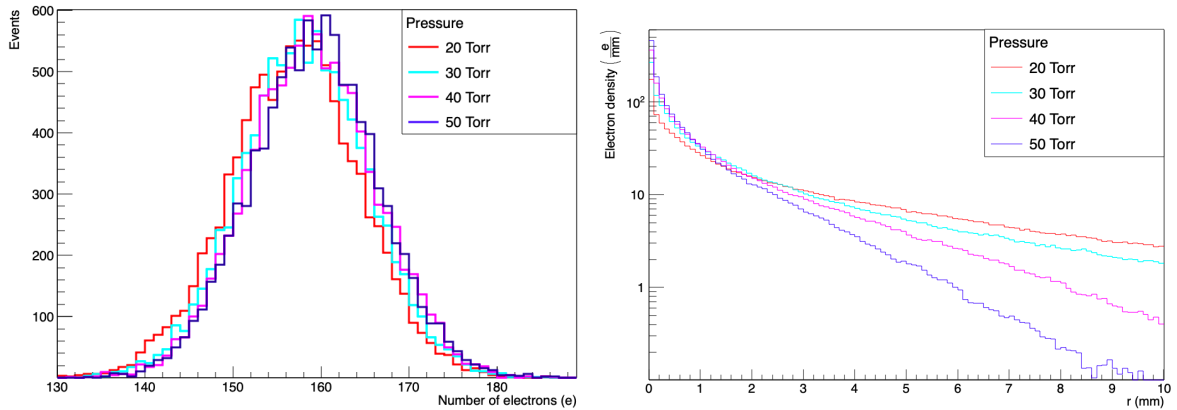 Events
600
500
400
300
200
100
130
140
150
160
170
180
Number of electrons (e)
Pressure
20 Torr
30 Torr
40 Torr
50 Torr
Electron density (e/mm)
10²
10
1
0
1
2
3
4
5
6
7
8
9
10
r (mm)
Pressure
20 Torr
30 Torr
40 Torr
50 Torr